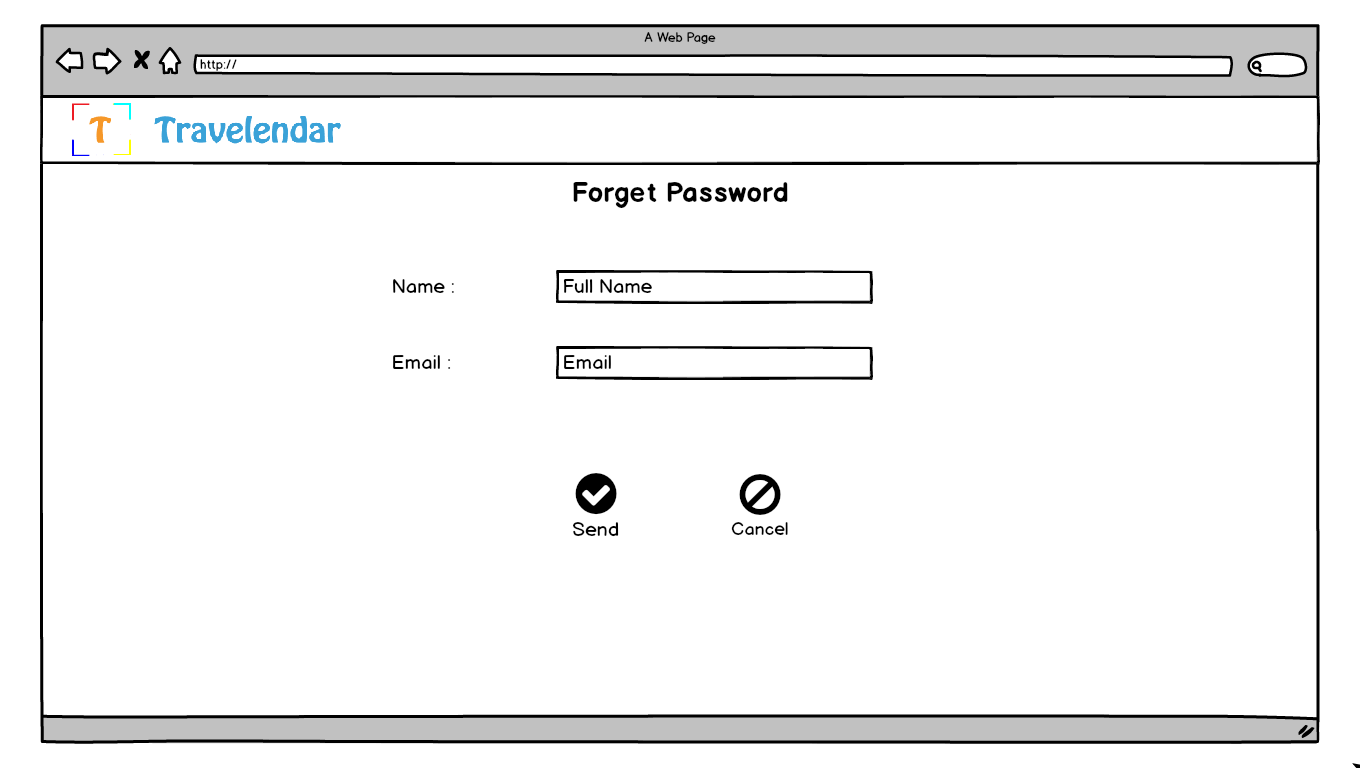 A Web Page
http://
T Travelendar
Forget Password
Name : Full Name
Email : Email
Send Cancel